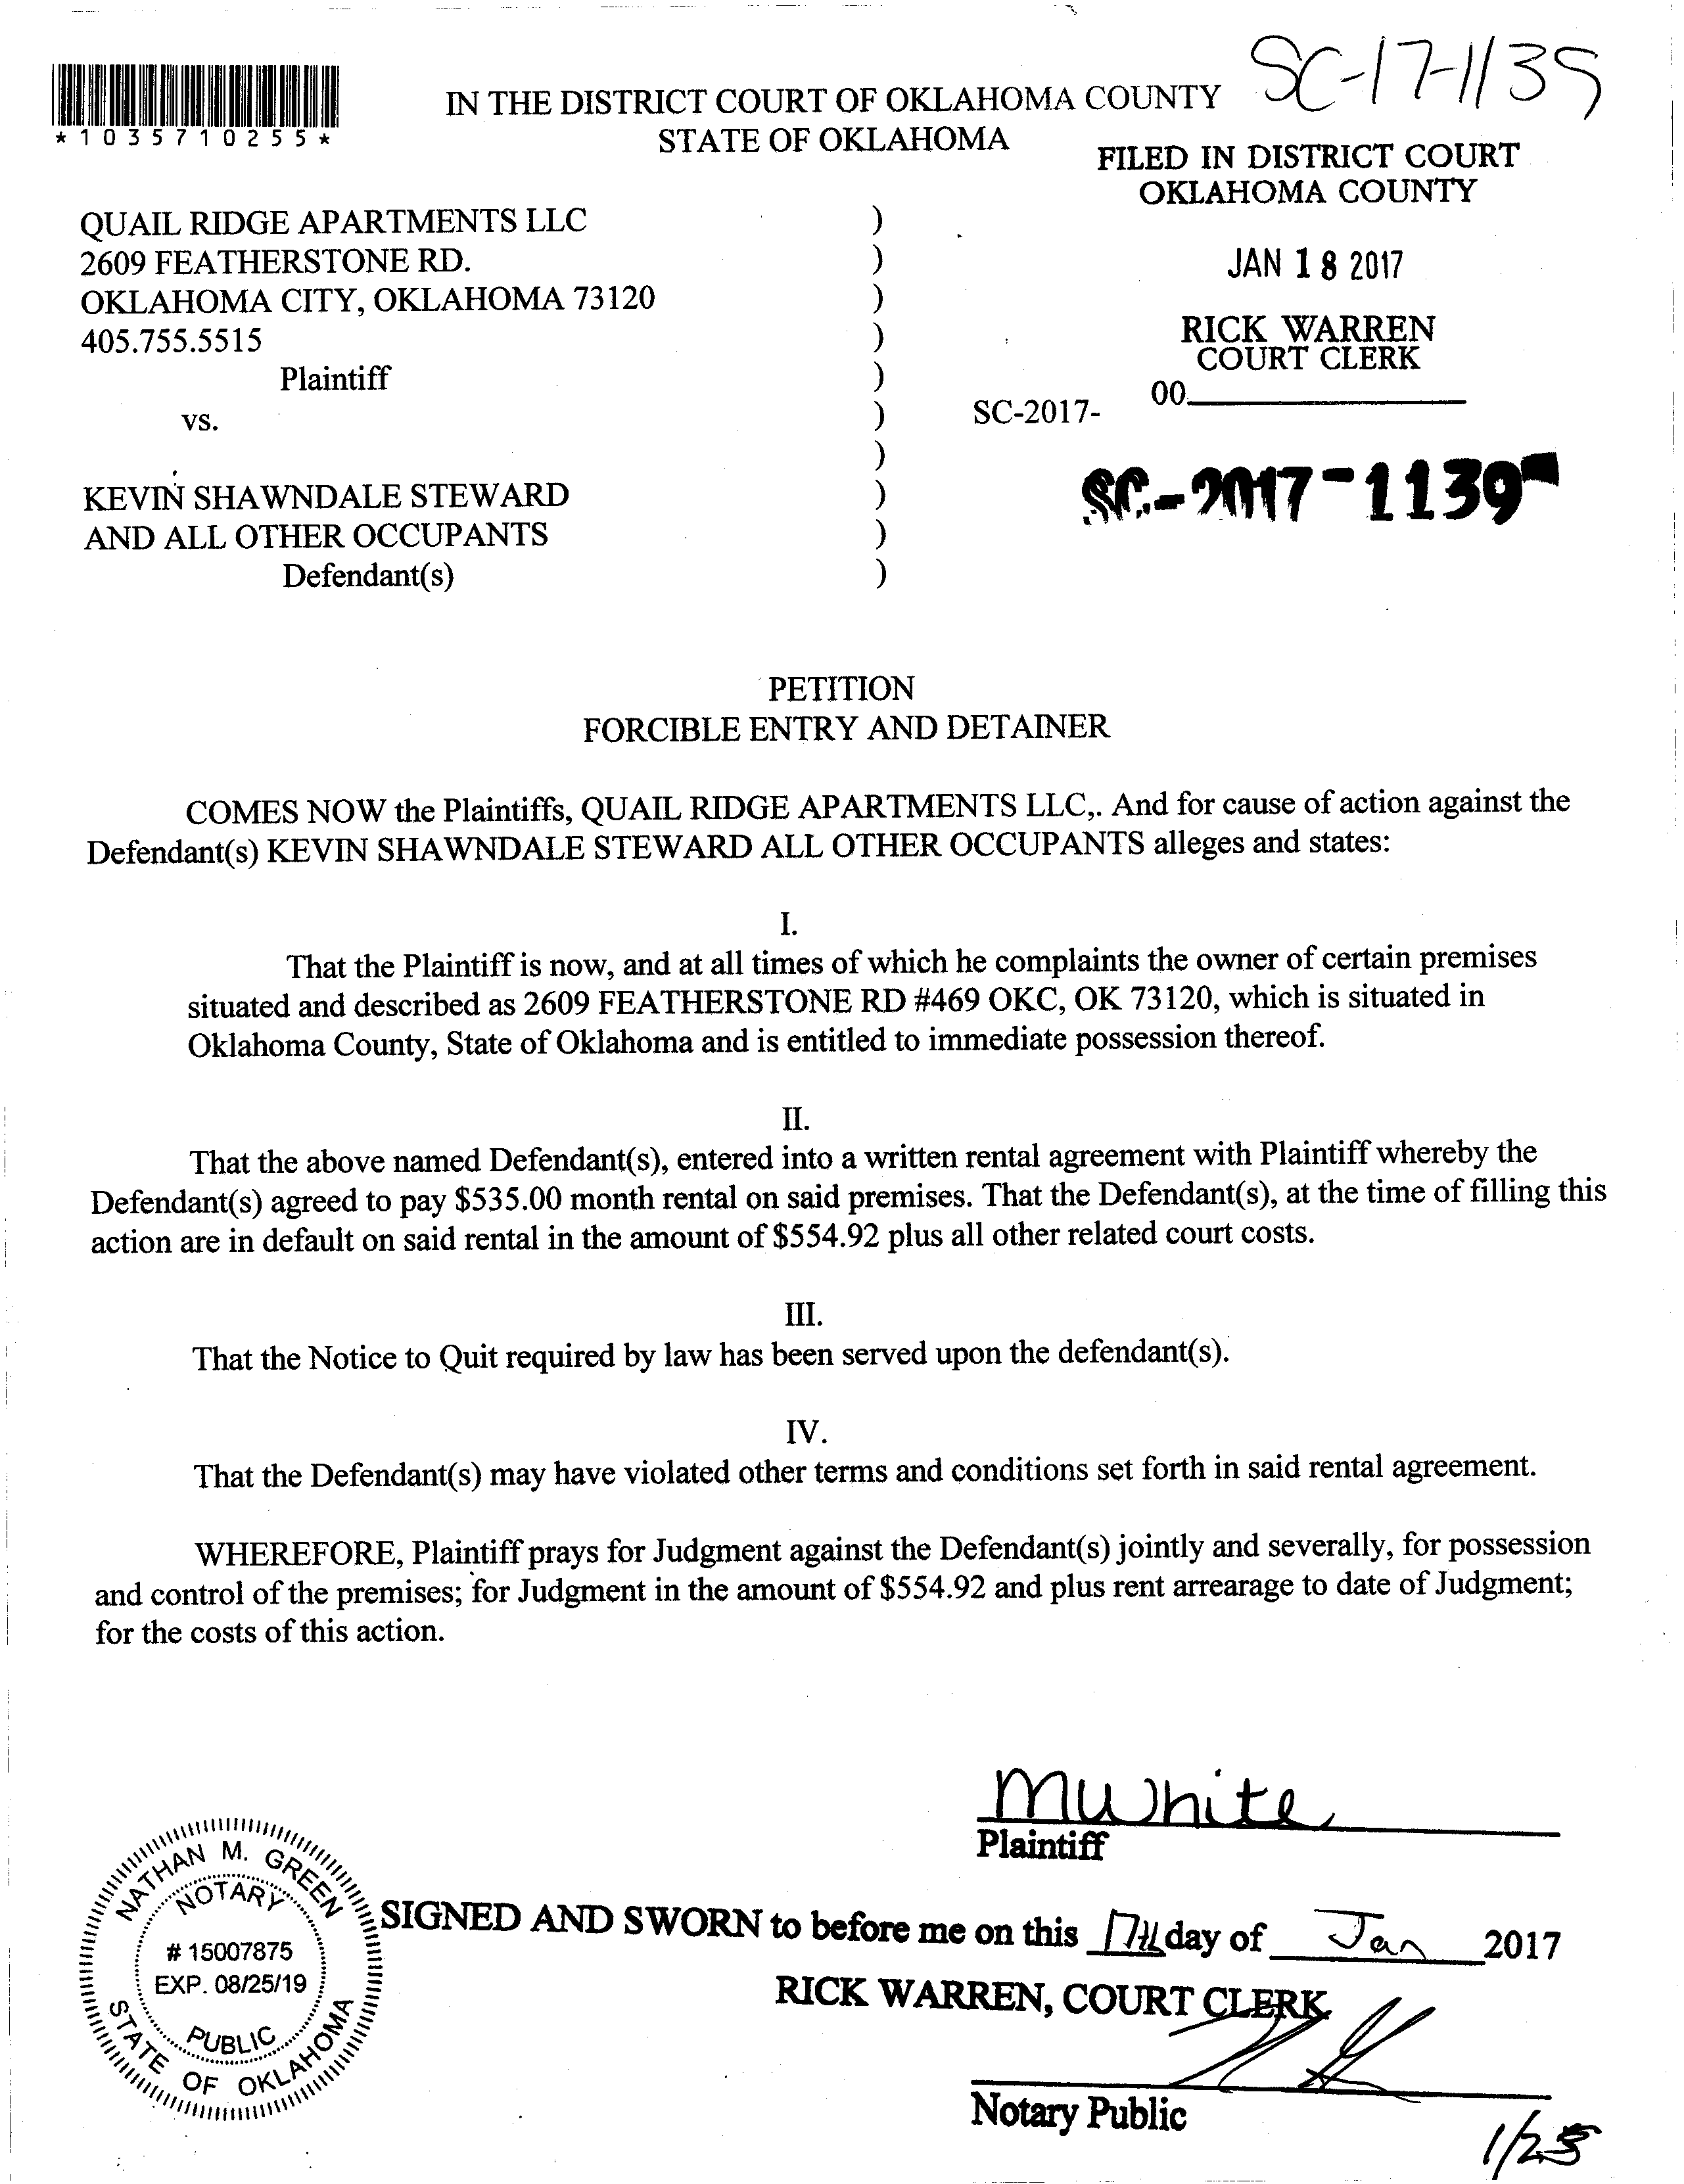 SC-17-1139
*1035710255*
IN THE DISTRICT COURT OF OKLAHOMA COUNTY
STATE OF OKLAHOMA
FILED IN DISTRICT COURT
OKLAHOMA COUNTY
JAN 18 2017
RICK WARREN
COURT CLERK
00
QUAIL RIDGE APARTMENTS LLC )
2609 FEATHERSTONE RD. )
OKLAHOMA CITY, OKLAHOMA 73120 )
405.755.5515 )
Plaintiff )
vs. ) SC-2017-
)
KEVIN SHAWNDALE STEWARD ) SC-2017-1139
AND ALL OTHER OCCUPANTS )
Defendant(s) )
PETITION
FORCIBLE ENTRY AND DETAINER
COMES NOW the Plaintiffs, QUAIL RIDGE APARTMENTS LLC,. And for cause of action against the
Defendant(s) KEVIN SHAWNDALE STEWARD ALL OTHER OCCUPANTS alleges and states:
I.
That the Plaintiff is now, and at all times of which he complaints the owner of certain premises
situated and described as 2609 FEATHERSTONE RD #469 OKC, OK 73120, which is situated in
Oklahoma County, State of Oklahoma and is entitled to immediate possession thereof.
II.
That the above named Defendant(s), entered into a written rental agreement with Plaintiff whereby the
Defendant(s) agreed to pay $535.00 month rental on said premises. That the Defendant(s), at the time of filling this
action are in default on said rental in the amount of $554.92 plus all other related court costs.
III.
That the Notice to Quit required by law has been served upon the defendant(s).
IV.
That the Defendant(s) may have violated other terms and conditions set forth in said rental agreement.
WHEREFORE, Plaintiff prays for Judgment against the Defendant(s) jointly and severally, for possession
and control of the premises; for Judgment in the amount of $554.92 and plus rent arrearage to date of Judgment;
for the costs of this action.
MWhite
Plaintiff
NATHAN M. GREEN
NOTARY
# 15007875
EXP. 08/25/19
PUBLIC
STATE OF OKLAHOMA
SIGNED AND SWORN to before me on this 17th day of Jan 2017
RICK WARREN, COURT CLERK
Notary Public